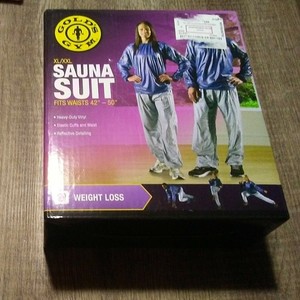 GOLD'S
GYM
XL/XXL
SAUNA
SUIT
FITS WAISTS 42" – 50"
• Heavy Duty Vinyl
• Elastic Cuffs and Waist
• Reflective Detailing
WEIGHT LOSS